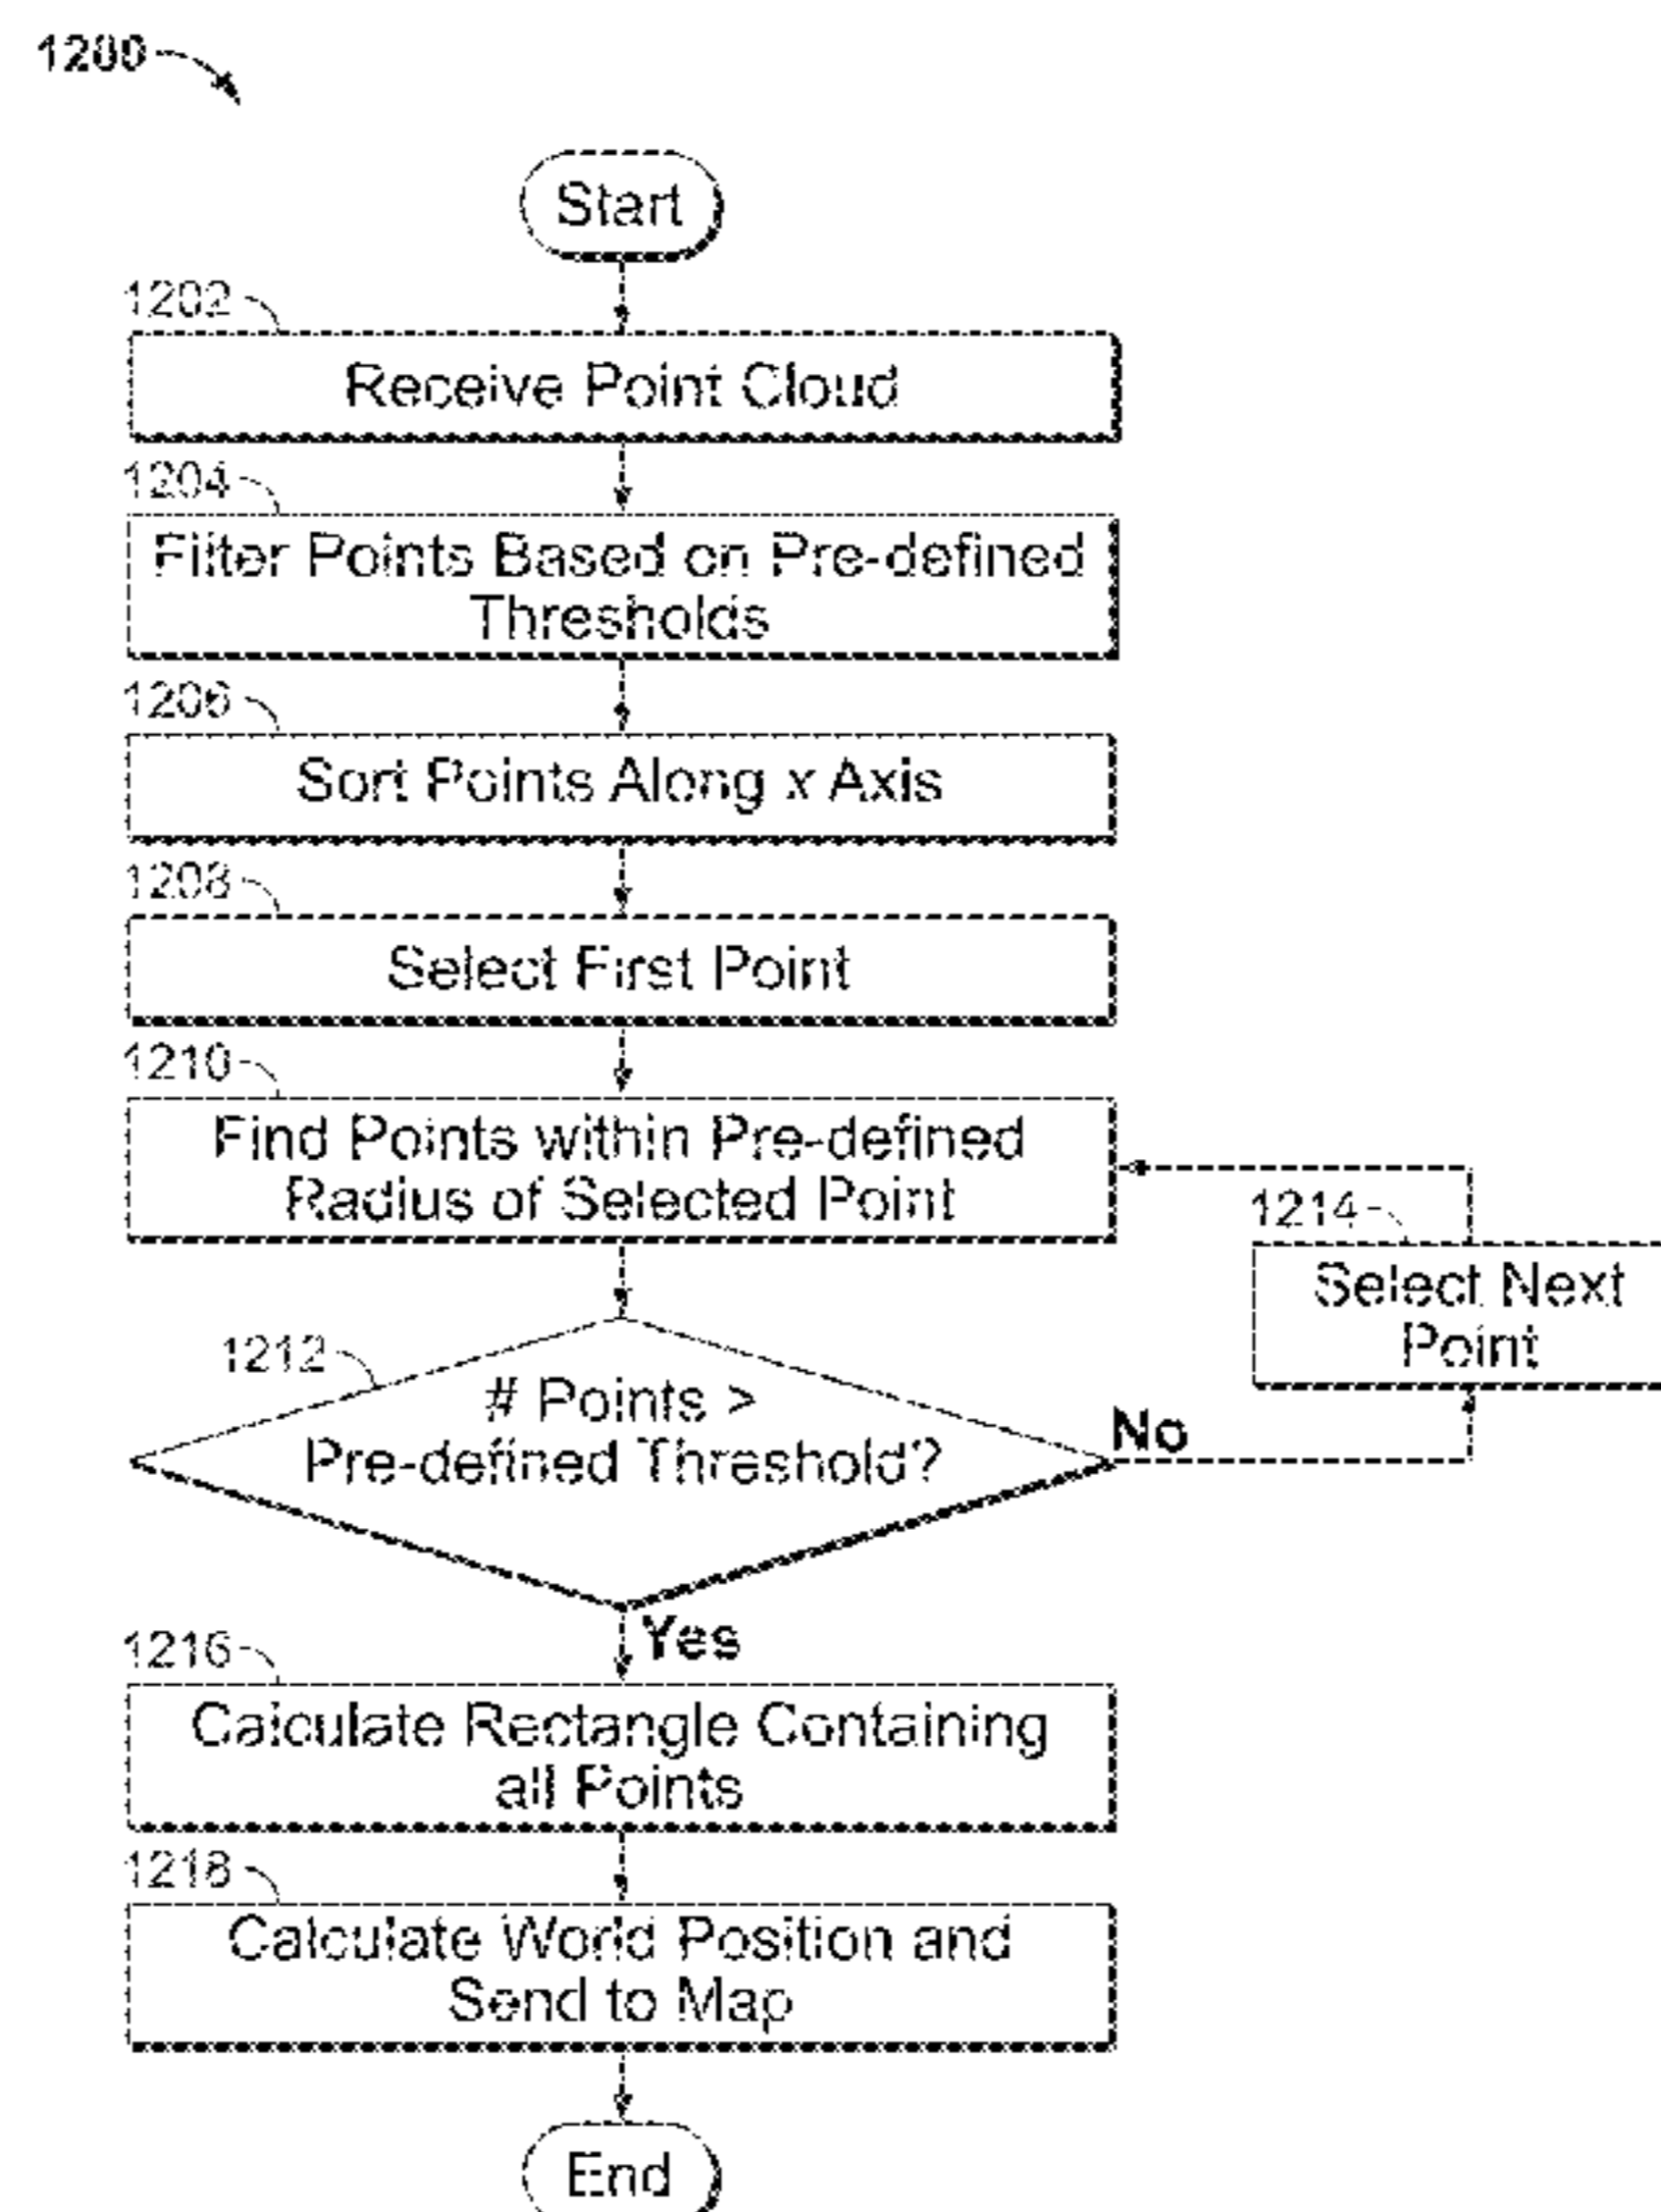 1200
Start
1202
Receive Point Cloud
1204
Filter Points Based on Pre-defined
Thresholds
1206
Sort Points Along x Axis
1208
Select First Point
1210
Find Points within Pre-defined
Radius of Selected Point
1214
Select Next
Point
1212
# Points >
Pre-defined Threshold?
No
Yes
1216
Calculate Rectangle Containing
all Points
1218
Calculate World Position and
Send to Map
End